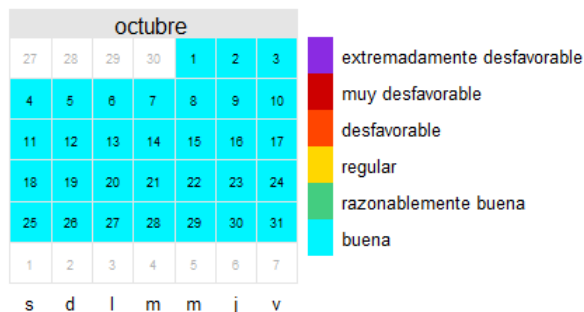 octubre
27 28 29 30 1 2 3
4 5 6 7 8 9 10
11 12 13 14 15 16 17
18 19 20 21 22 23 24
25 26 27 28 29 30 31
1 2 3 4 5 6 7
s d l m m j v
extremadamente desfavorable
muy desfavorable
desfavorable
regular
razonablemente buena
buena